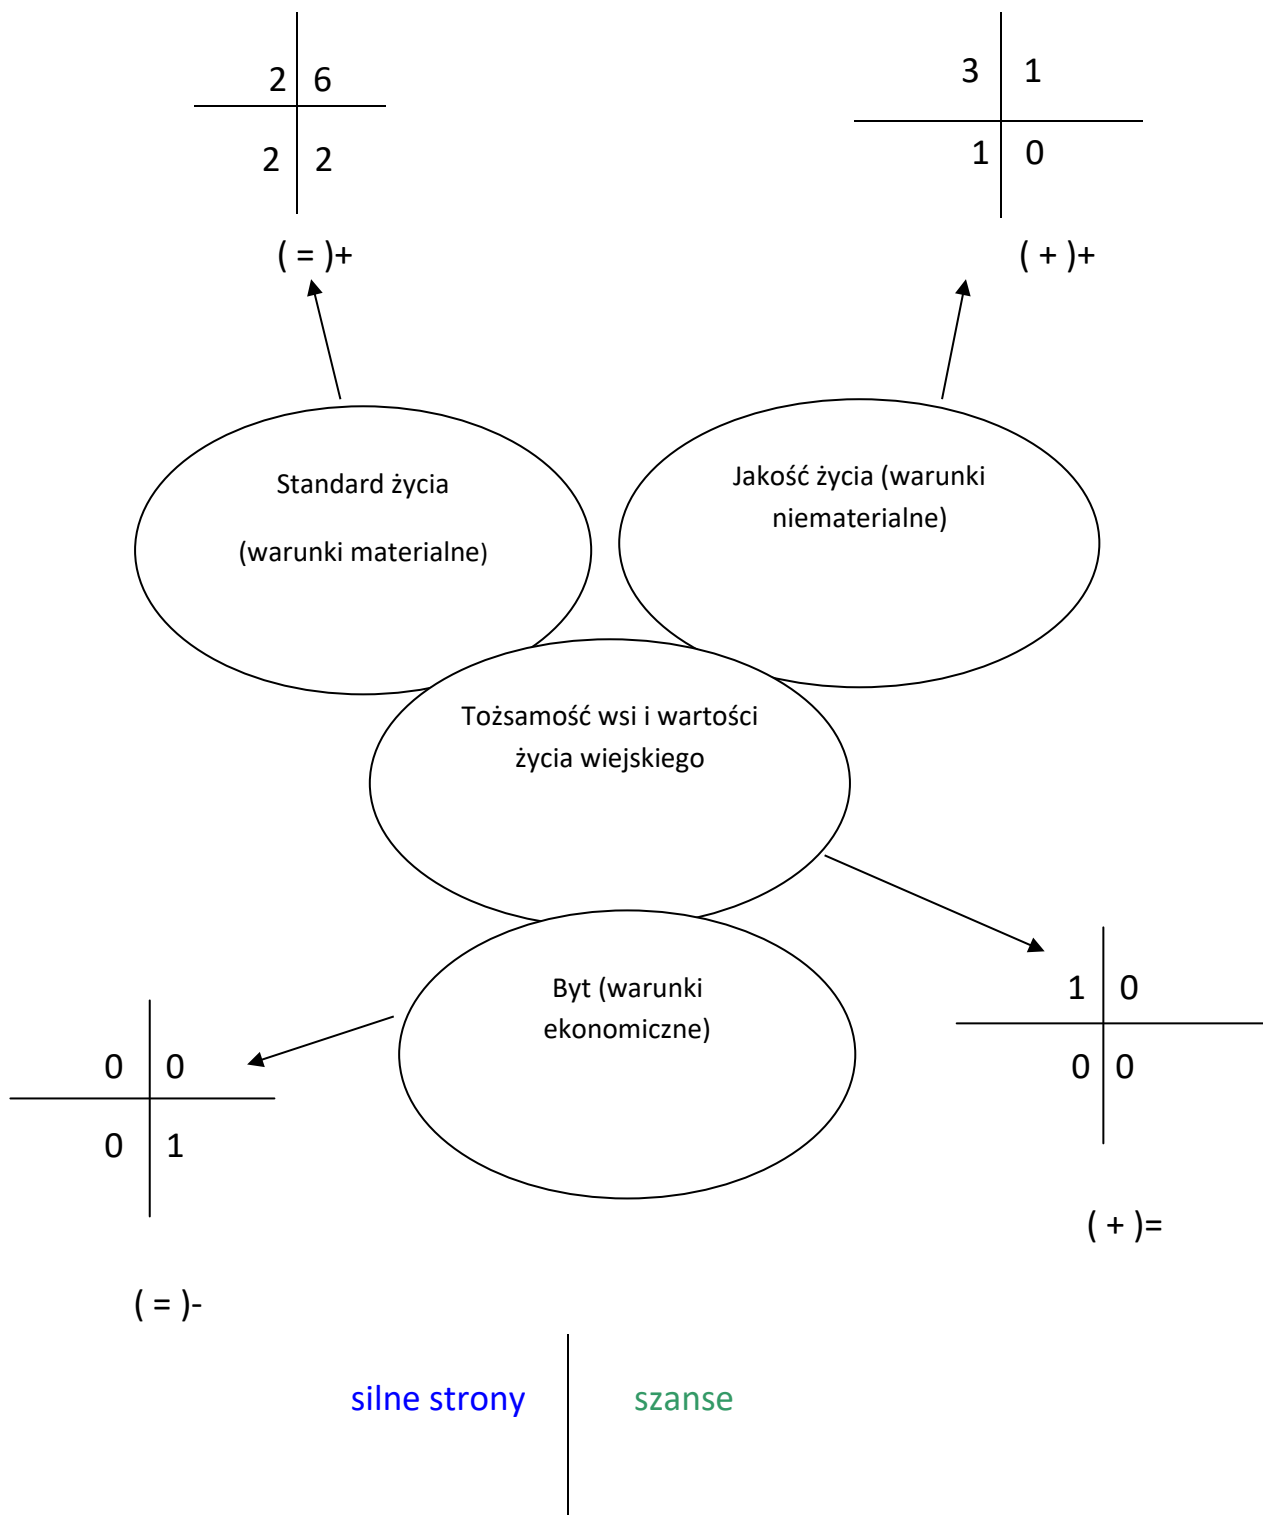 2 6
2 2
( = )+
3 1
1 0
( + )+
Standard życia
(warunki materialne)
Jakość życia (warunki
niematerialne)
Tożsamość wsi i wartości
życia wiejskiego
Byt (warunki
ekonomiczne)
1 0
0 0
( + )=
0 0
0 1
( = )-
silne strony szanse